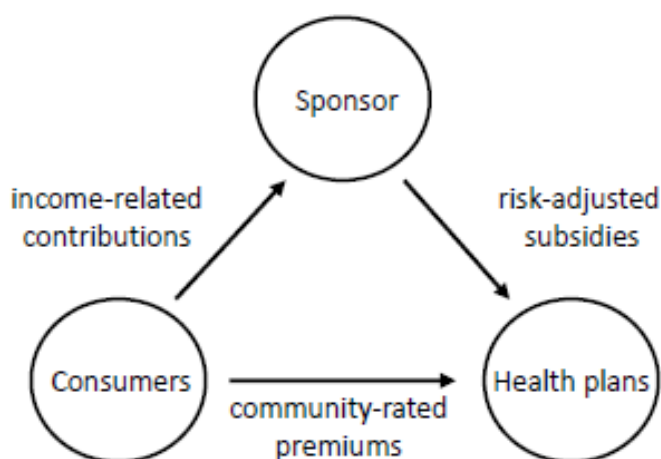 Sponsor
income-related
contributions
risk-adjusted
subsidies
Consumers
Health plans
community-rated
premiums